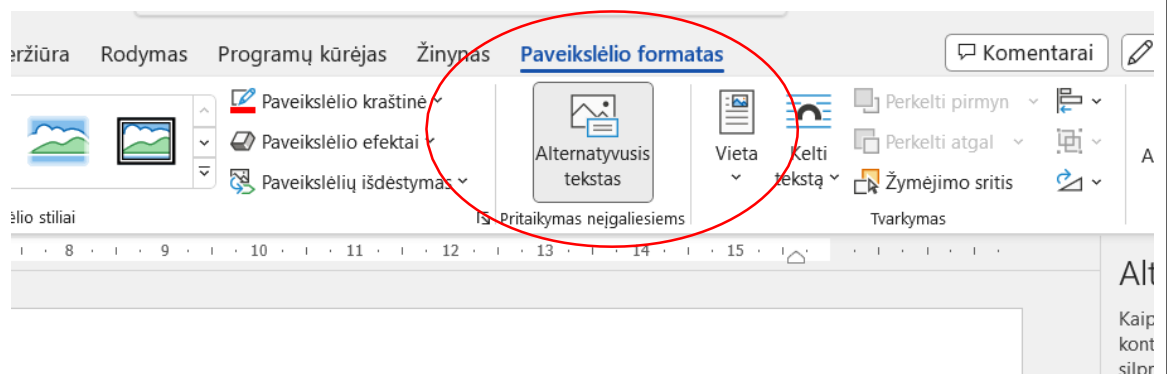 eržiūra Rodymas Programų kūrėjas Žinynas Paveikslėlio formatas Komentarai
Paveikslėlio kraštinė
Paveikslėlio efektai
Paveikslėlių išdėstymas
Alternatyvusis
tekstas
Vieta
Kelti
tekstą
Perkelti pirmyn
Perkelti atgal
Žymėjimo sritis
A
ėlio stiliai Pritaikymas neįgaliesiems Tvarkymas
8 9 10 11 12 13 14 15
Alt
Kaip
kont
silpr